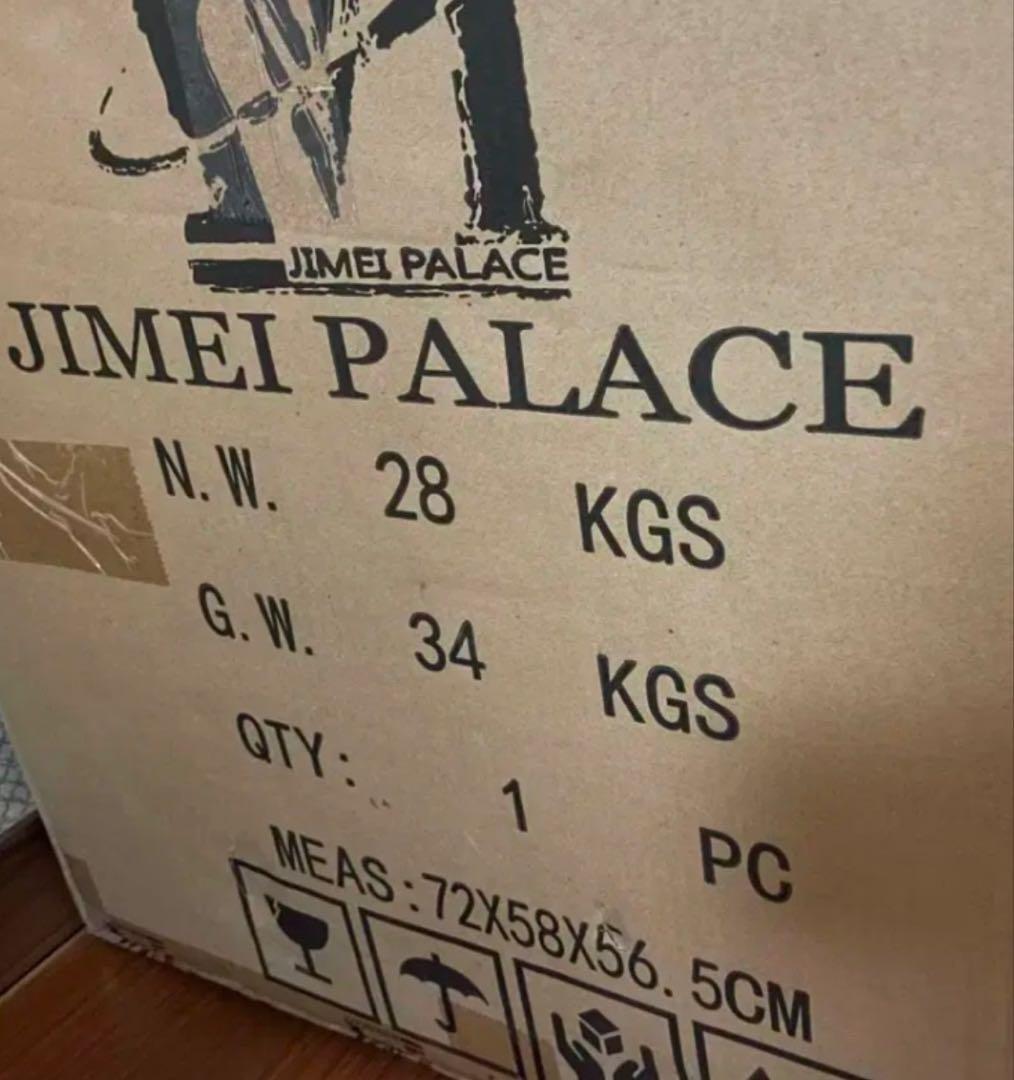 JIMEI PALACE
JIMEI PALACE
N. W. 28 KGS
G. W. 34 KGS
QTY: 1 PC
MEAS:72X58X56. 5CM